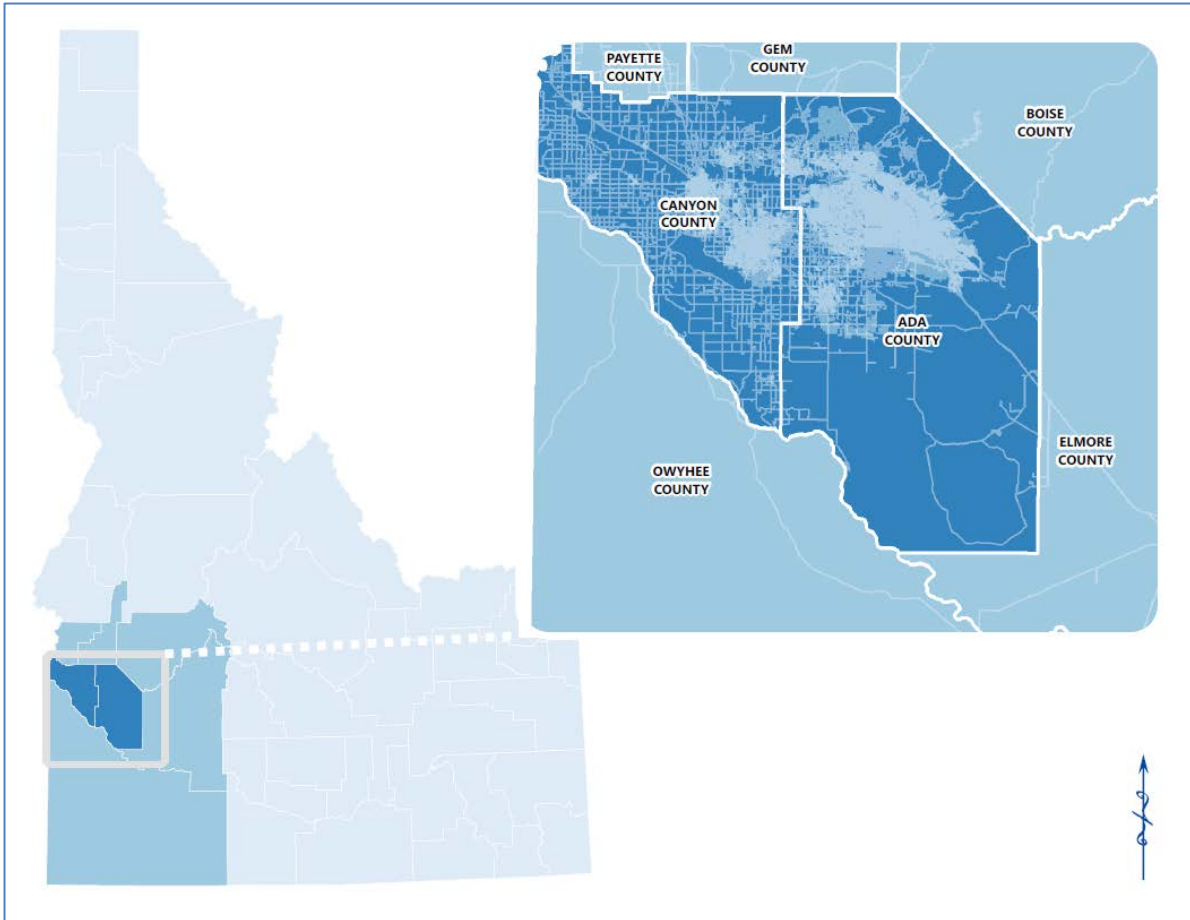 PAYETTE
COUNTY
GEM
COUNTY
BOISE
COUNTY
CANYON
COUNTY
ADA
COUNTY
ELMORE
COUNTY
OWYHEE
COUNTY